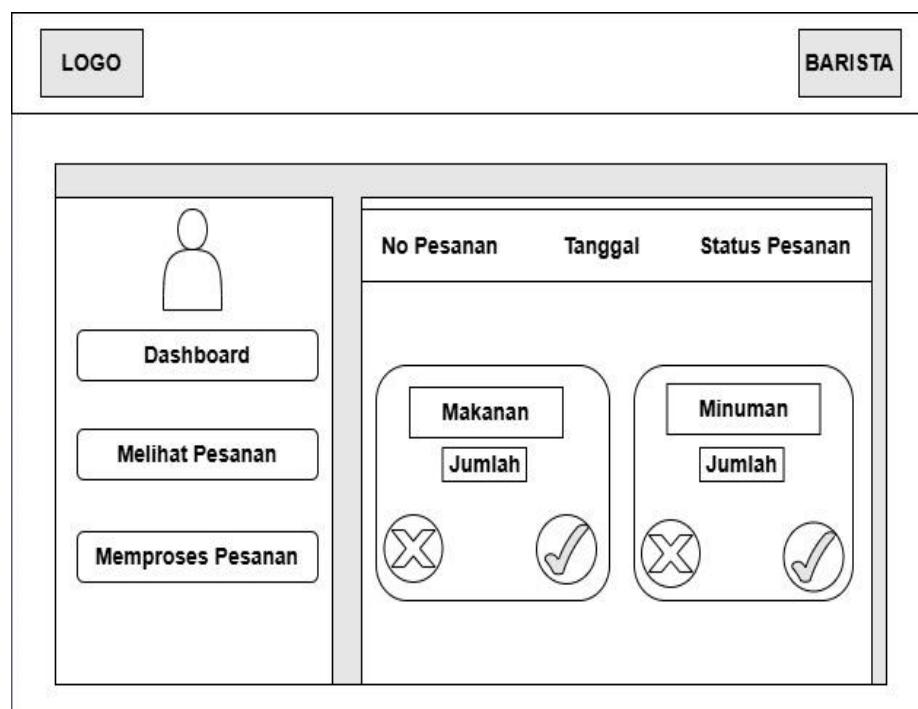 LOGO
BARISTA
No Pesanan Tanggal Status Pesanan
Dashboard
Melihat Pesanan
Memproses Pesanan
Makanan
Jumlah
Minuman
Jumlah